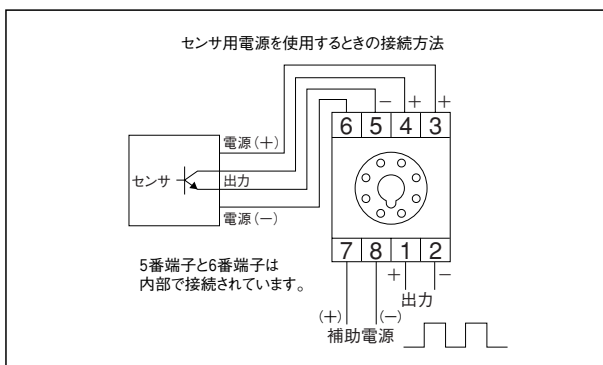 センサ用電源を使用するときの接続方法
− + +
6 5 4 3
電源(+)
センサ
出力
電源(−)
7 8 1 2
5番端子と6番端子は
内部で接続されています。
+ −
出力
(+) (−)
補助電源